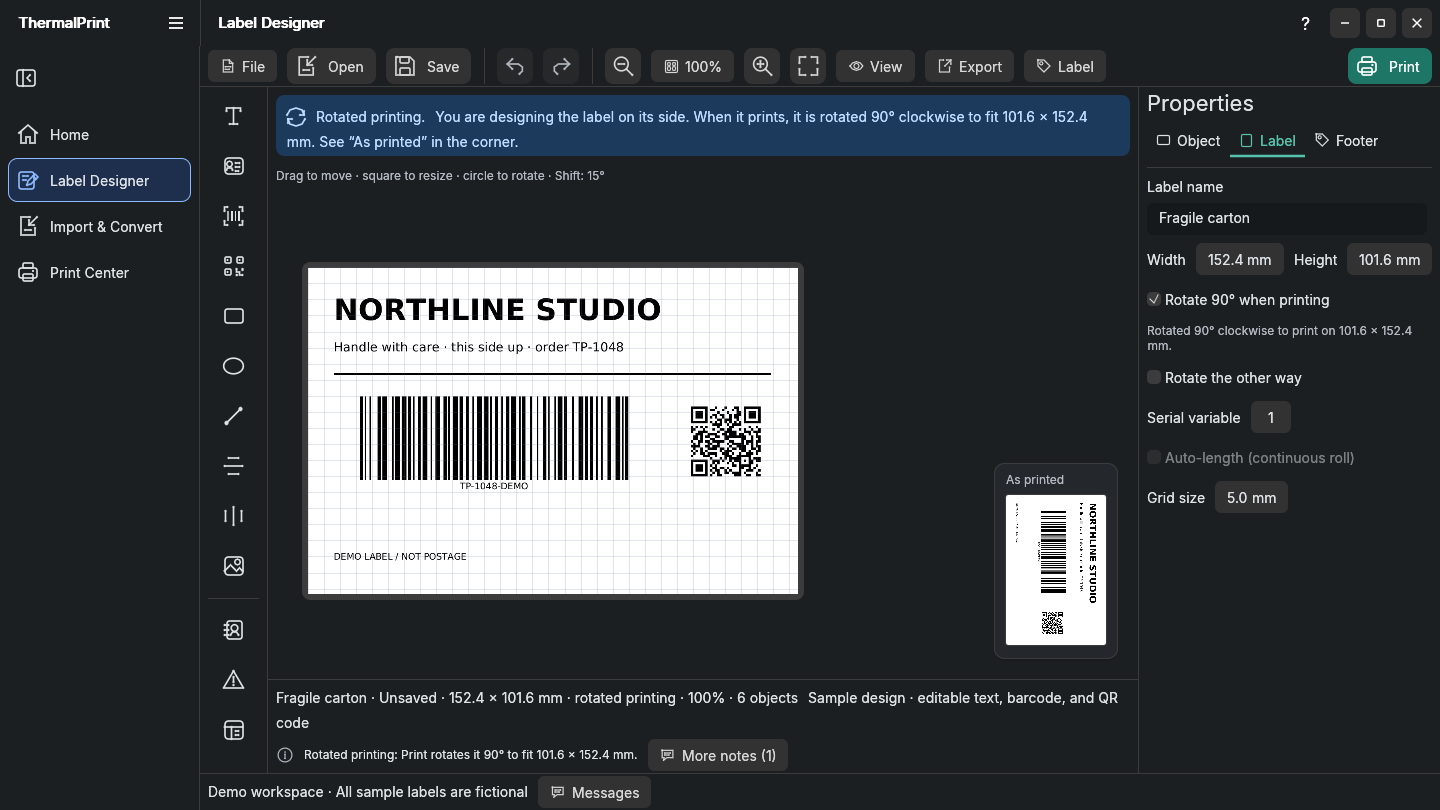 ThermalPrint
Label Designer
?
File
Open
Save
100%
View
Export
Label
Print
Home
Label Designer
Import & Convert
Print Center
Rotated printing. You are designing the label on its side. When it prints, it is rotated 90° clockwise to fit 101.6 × 152.4
mm. See “As printed” in the corner.
Drag to move · square to resize · circle to rotate · Shift: 15°
NORTHLINE STUDIO
Handle with care · this side up · order TP-1048
TP-1048-DEMO
DEMO LABEL / NOT POSTAGE
As printed
NORTHLINE STUDIO
Fragile carton · Unsaved · 152.4 × 101.6 mm · rotated printing · 100% · 6 objects Sample design · editable text, barcode, and QR
code
Rotated printing: Print rotates it 90° to fit 101.6 × 152.4 mm.
More notes (1)
Demo workspace · All sample labels are fictional
Messages
Properties
Object
Label
Footer
Label name
Fragile carton
Width 152.4 mm Height 101.6 mm
Rotate 90° when printing
Rotated 90° clockwise to print on 101.6 × 152.4
mm.
Rotate the other way
Serial variable 1
Auto-length (continuous roll)
Grid size 5.0 mm